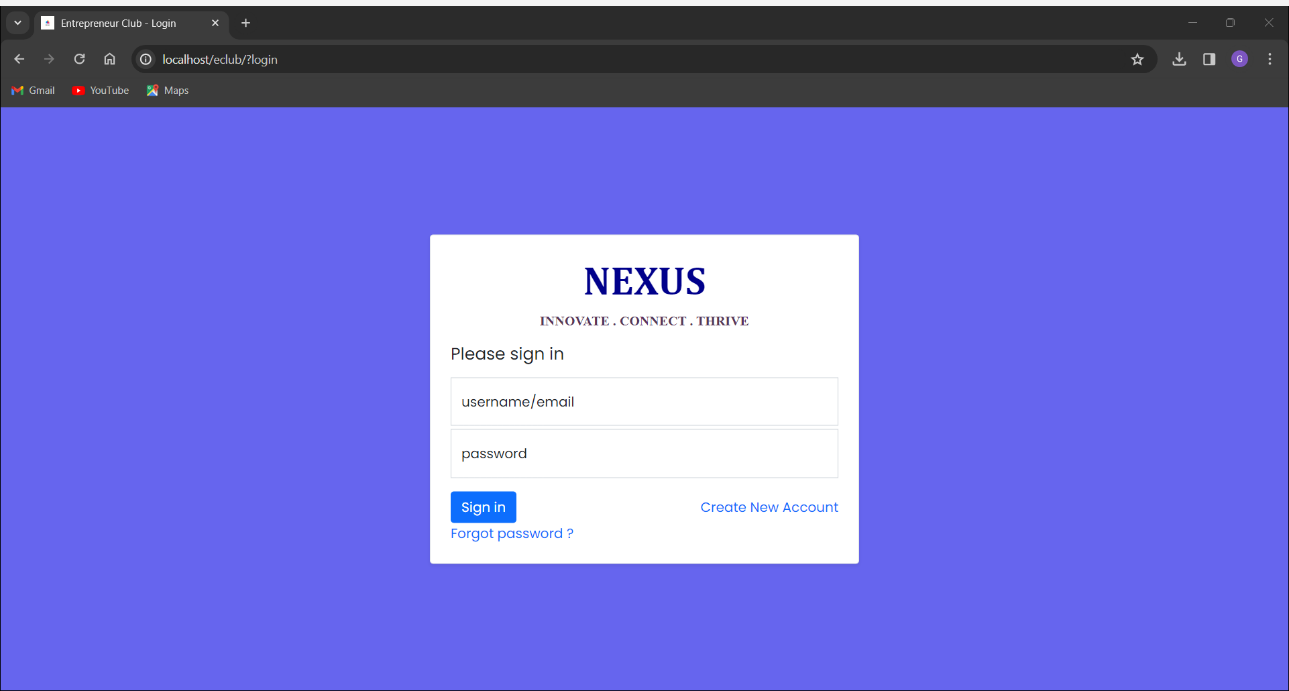 Entrepreneur Club - Login
localhost/eclub/?login
G
Gmail YouTube Maps
NEXUS
INNOVATE . CONNECT . THRIVE
Please sign in
username/email
password
Sign in Create New Account
Forgot password ?